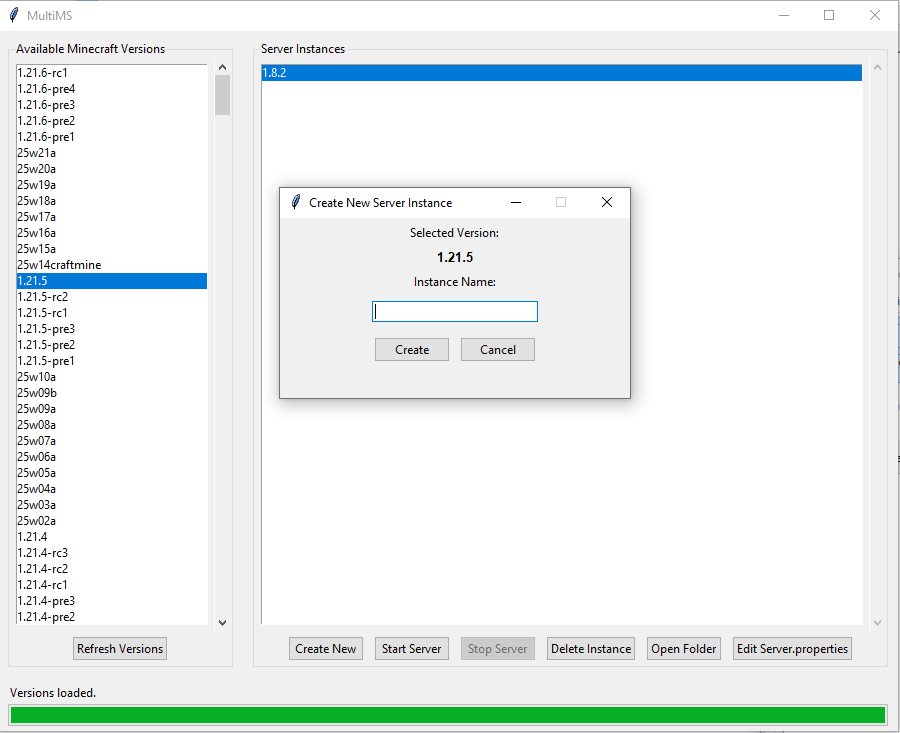 MultiMS
Available Minecraft Versions
1.21.6-rc1
1.21.6-pre4
1.21.6-pre3
1.21.6-pre2
1.21.6-pre1
25w21a
25w20a
25w19a
25w18a
25w17a
25w16a
25w15a
25w14craftmine
1.21.5
1.21.5-rc2
1.21.5-rc1
1.21.5-pre3
1.21.5-pre2
1.21.5-pre1
25w10a
25w09b
25w09a
25w08a
25w07a
25w06a
25w05a
25w04a
25w03a
25w02a
1.21.4
1.21.4-rc3
1.21.4-rc2
1.21.4-rc1
1.21.4-pre3
1.21.4-pre2
Refresh Versions
Server Instances
1.8.2
Create New Server Instance
Selected Version:
1.21.5
Instance Name:
Create Cancel
Create New Start Server Stop Server Delete Instance Open Folder Edit Server.properties
Versions loaded.